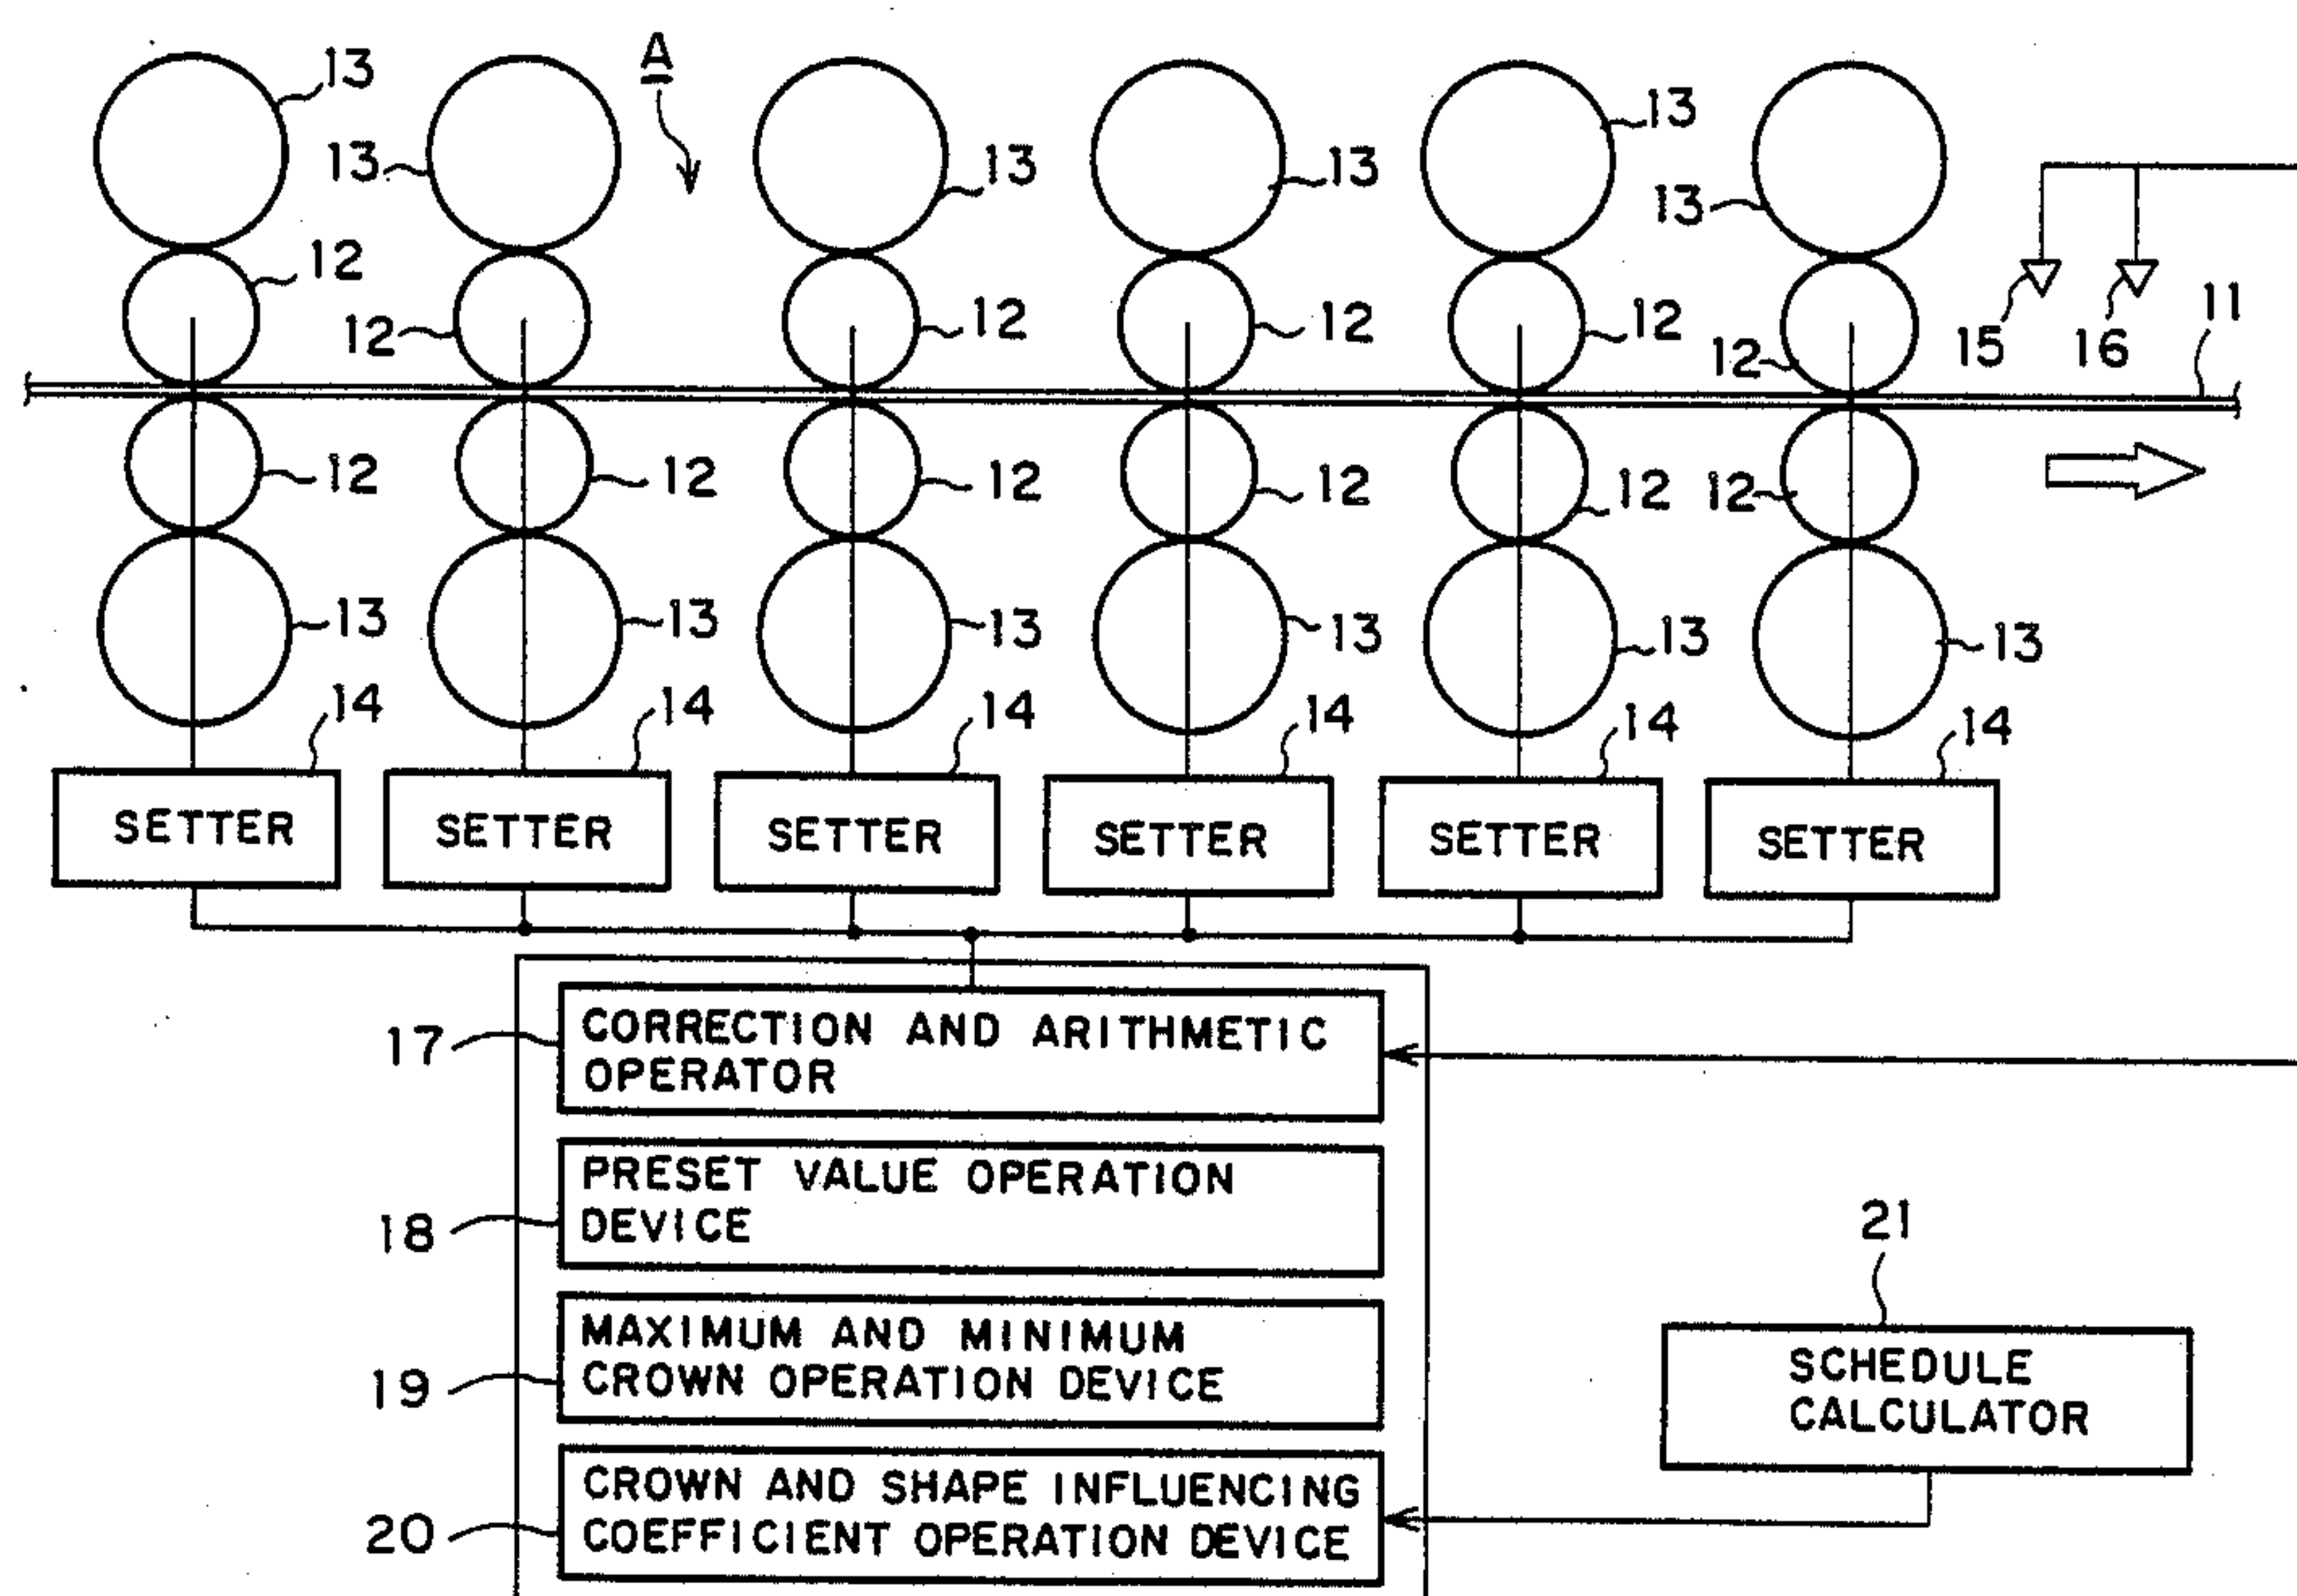 A
13
13
13
13
13
13
12
12
12
12
12
12
15
16
11
12
12
12
12
12
12
13
13
13
13
13
13
14
14
14
14
14
14
SETTER
SETTER
SETTER
SETTER
SETTER
SETTER
17
CORRECTION AND ARITHMETIC
OPERATOR
18
PRESET VALUE OPERATION
DEVICE
19
MAXIMUM AND MINIMUM
CROWN OPERATION DEVICE
20
CROWN AND SHAPE INFLUENCING
COEFFICIENT OPERATION DEVICE
21
SCHEDULE
CALCULATOR